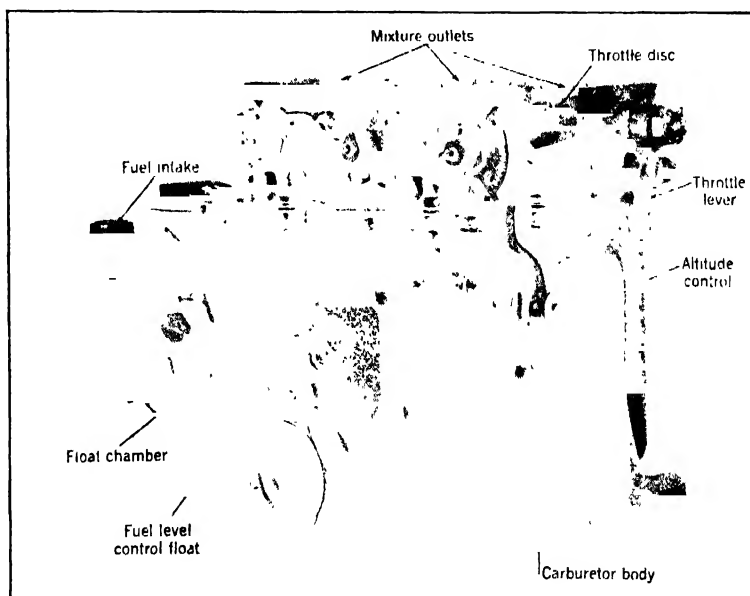 Mixture outlets
Throttle disc
Fuel intake
Throttle
lever
Altitude
control
Float chamber
Fuel level
control float
Carburetor body